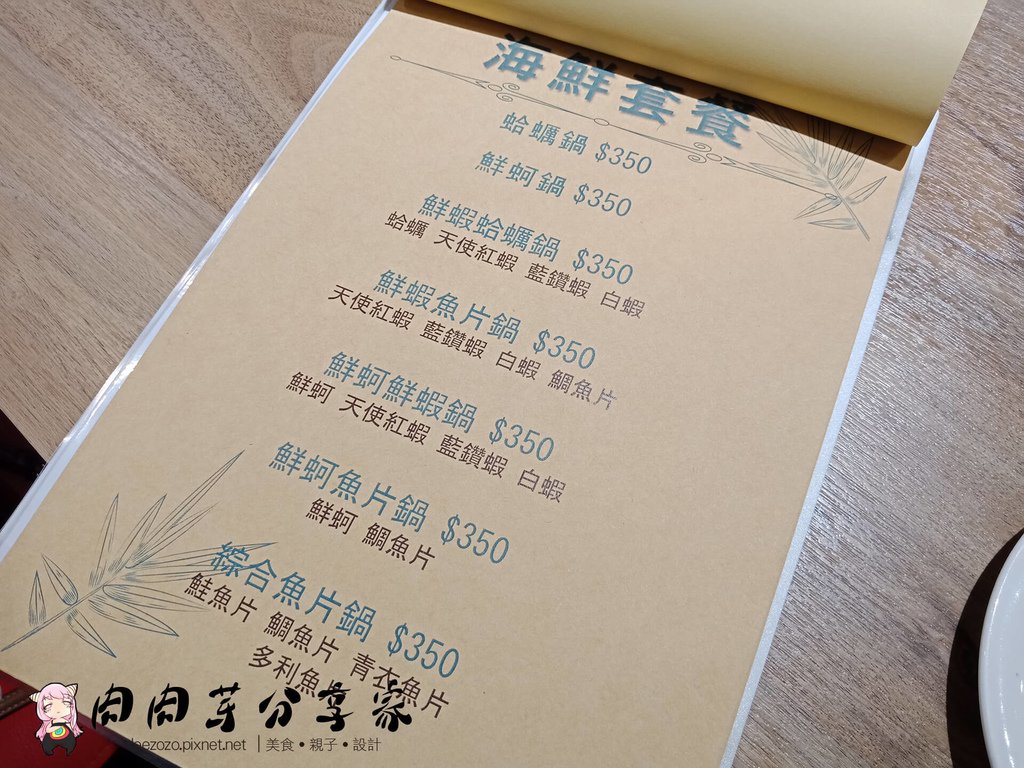 海鮮套餐
蛤蠣鍋 $350
鮮蚵鍋 $350
鮮蝦蛤蠣鍋 $350
蛤蠣 天使紅蝦 藍鑽蝦 白蝦
鮮蝦魚片鍋 $350
天使紅蝦 藍鑽蝦 白蝦 鯛魚片
鮮蚵鮮蝦鍋 $350
鮮蚵 天使紅蝦 藍鑽蝦 白蝦
鮮蚵魚片鍋 $350
鮮蚵 鯛魚片
綜合魚片鍋 $350
鮭魚片 鯛魚片 青衣魚片
多利魚片
肉肉芽分享家
eezozo.pixnet.net | 美食•親子•設計